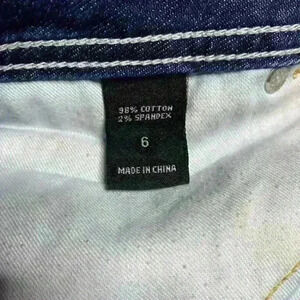 98% COTTON
2% SPANDEX
6
MADE IN CHINA